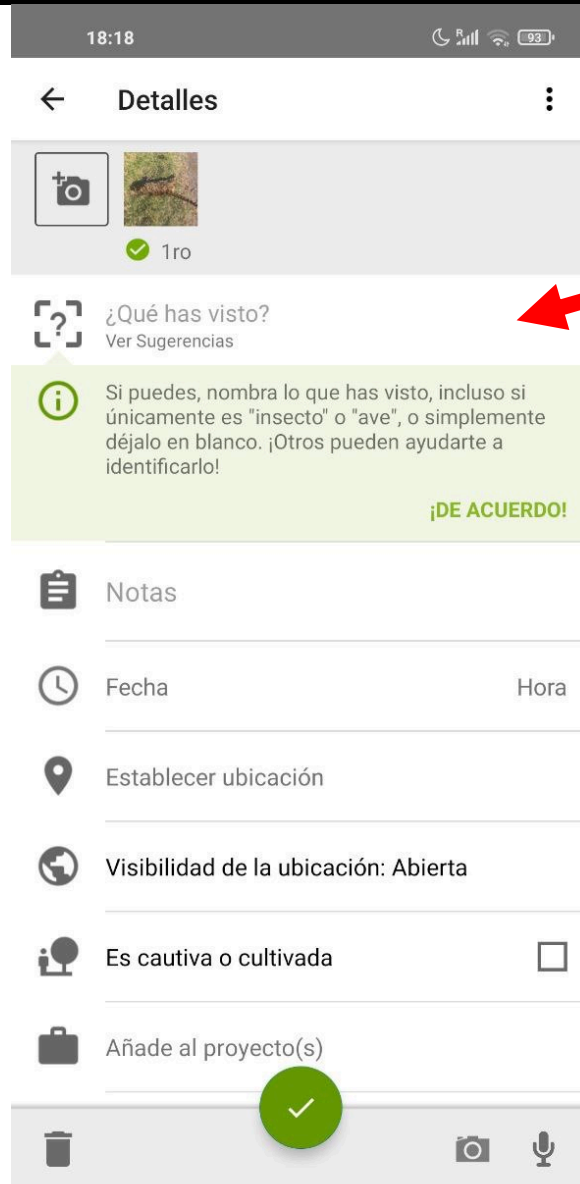 18:18
R
93
Detalles
1ro
¿Qué has visto?
Ver Sugerencias
Si puedes, nombra lo que has visto, incluso si
únicamente es "insecto" o "ave", o simplemente
déjalo en blanco. ¡Otros pueden ayudarte a
identificarlo!
¡DE ACUERDO!
Notas
Fecha Hora
Establecer ubicación
Visibilidad de la ubicación: Abierta
Es cautiva o cultivada
Añade al proyecto(s)